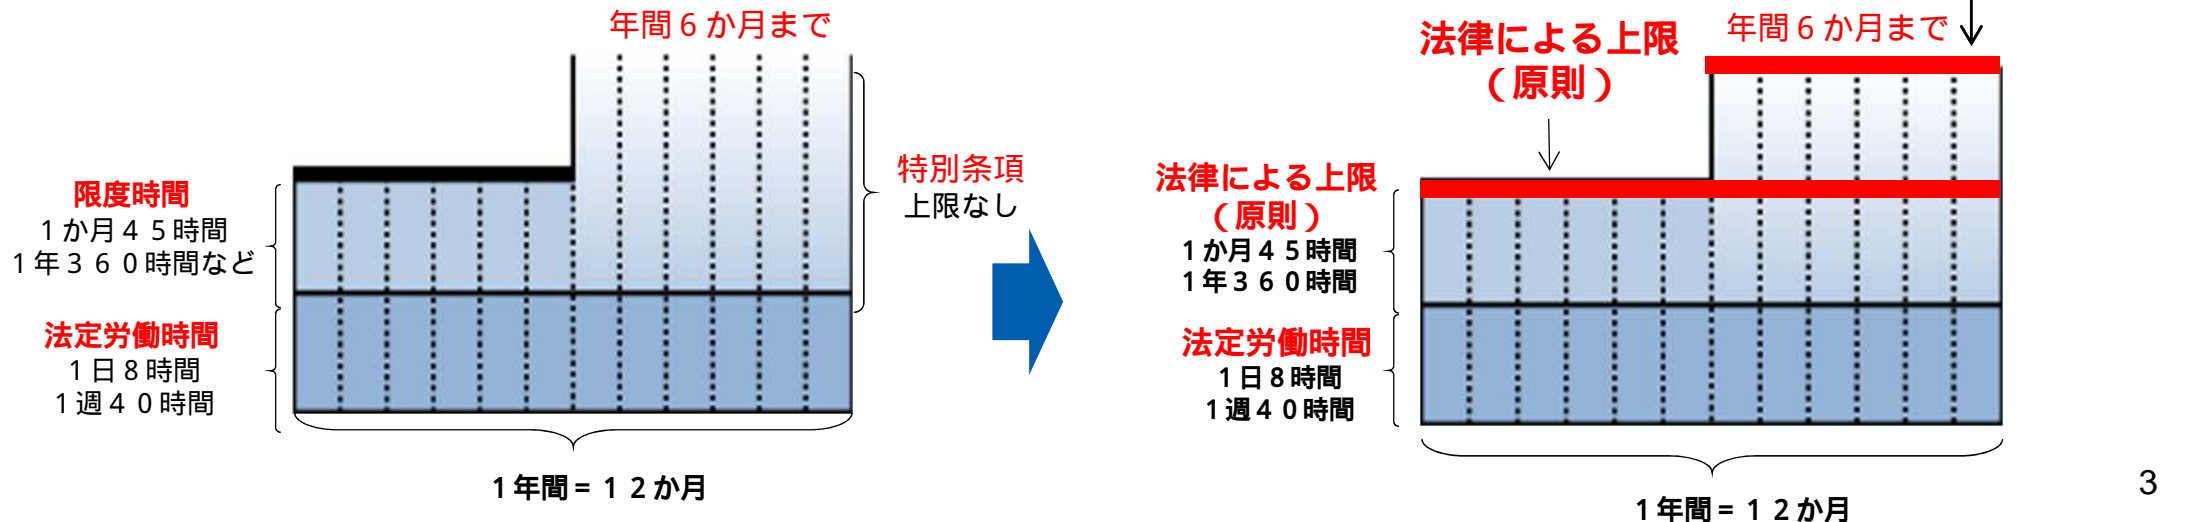 年間6か月まで
限度時間
1か月45時間
1年360時間など
法定労働時間
1日8時間
1週40時間
特別条項
上限なし
1年間=12か月
法律による上限
(原則)
年間6か月まで
法律による上限
(原則)
1か月45時間
1年360時間
法定労働時間
1日8時間
1週40時間
1年間=12か月
3